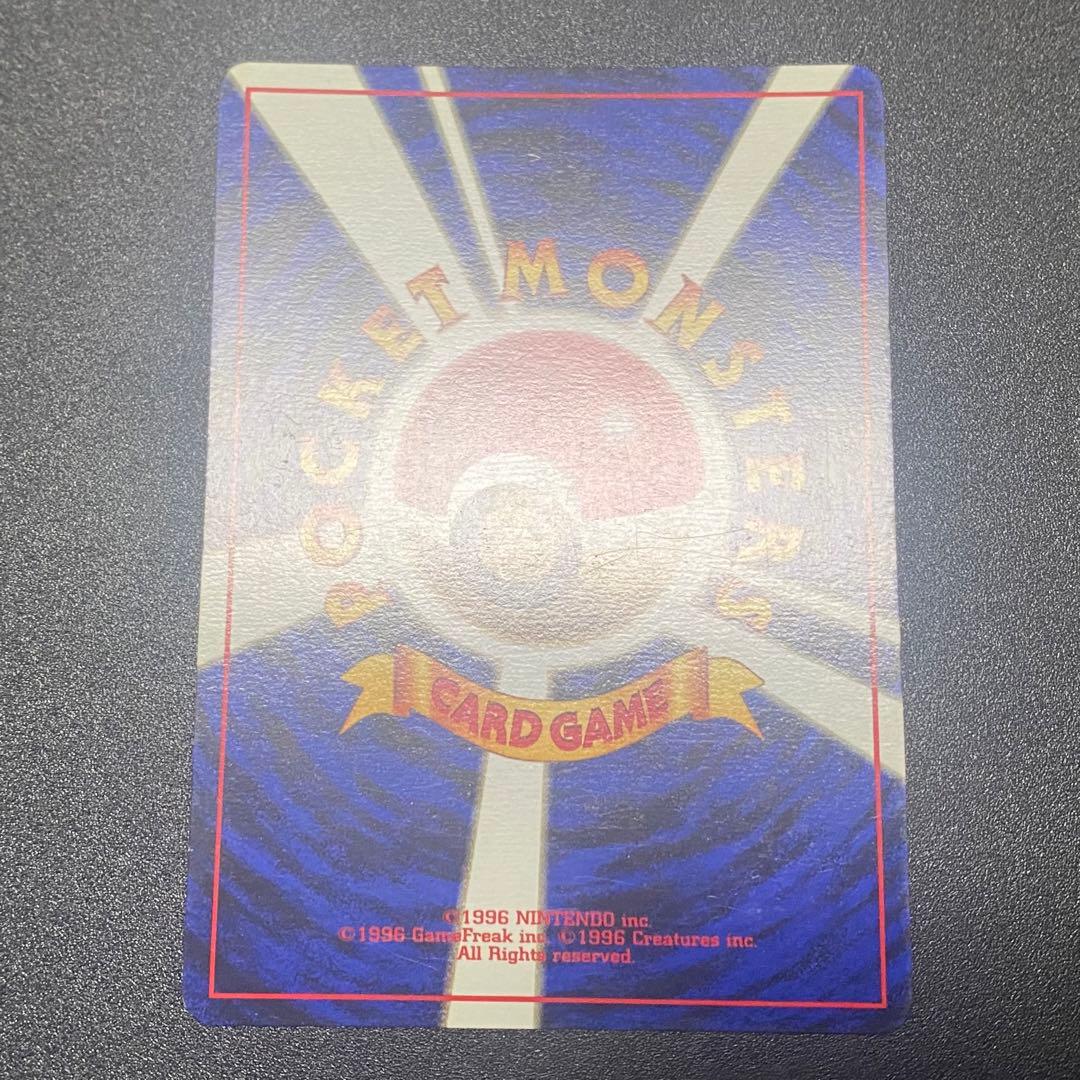 POCKET MONSTERS
CARD GAME
©1996 NINTENDO inc.
©1996 GameFreak inc. ©1996 Creatures inc.
All Rights reserved.